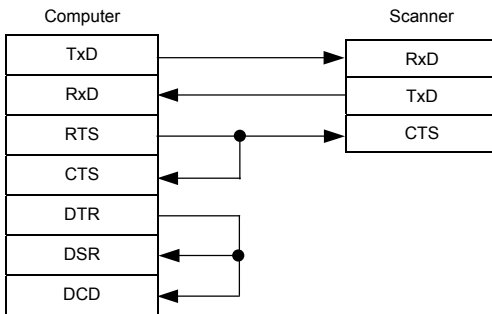 Computer
Scanner
TxD
RxD
RxD
TxD
RTS
CTS
CTS
DTR
DSR
DCD